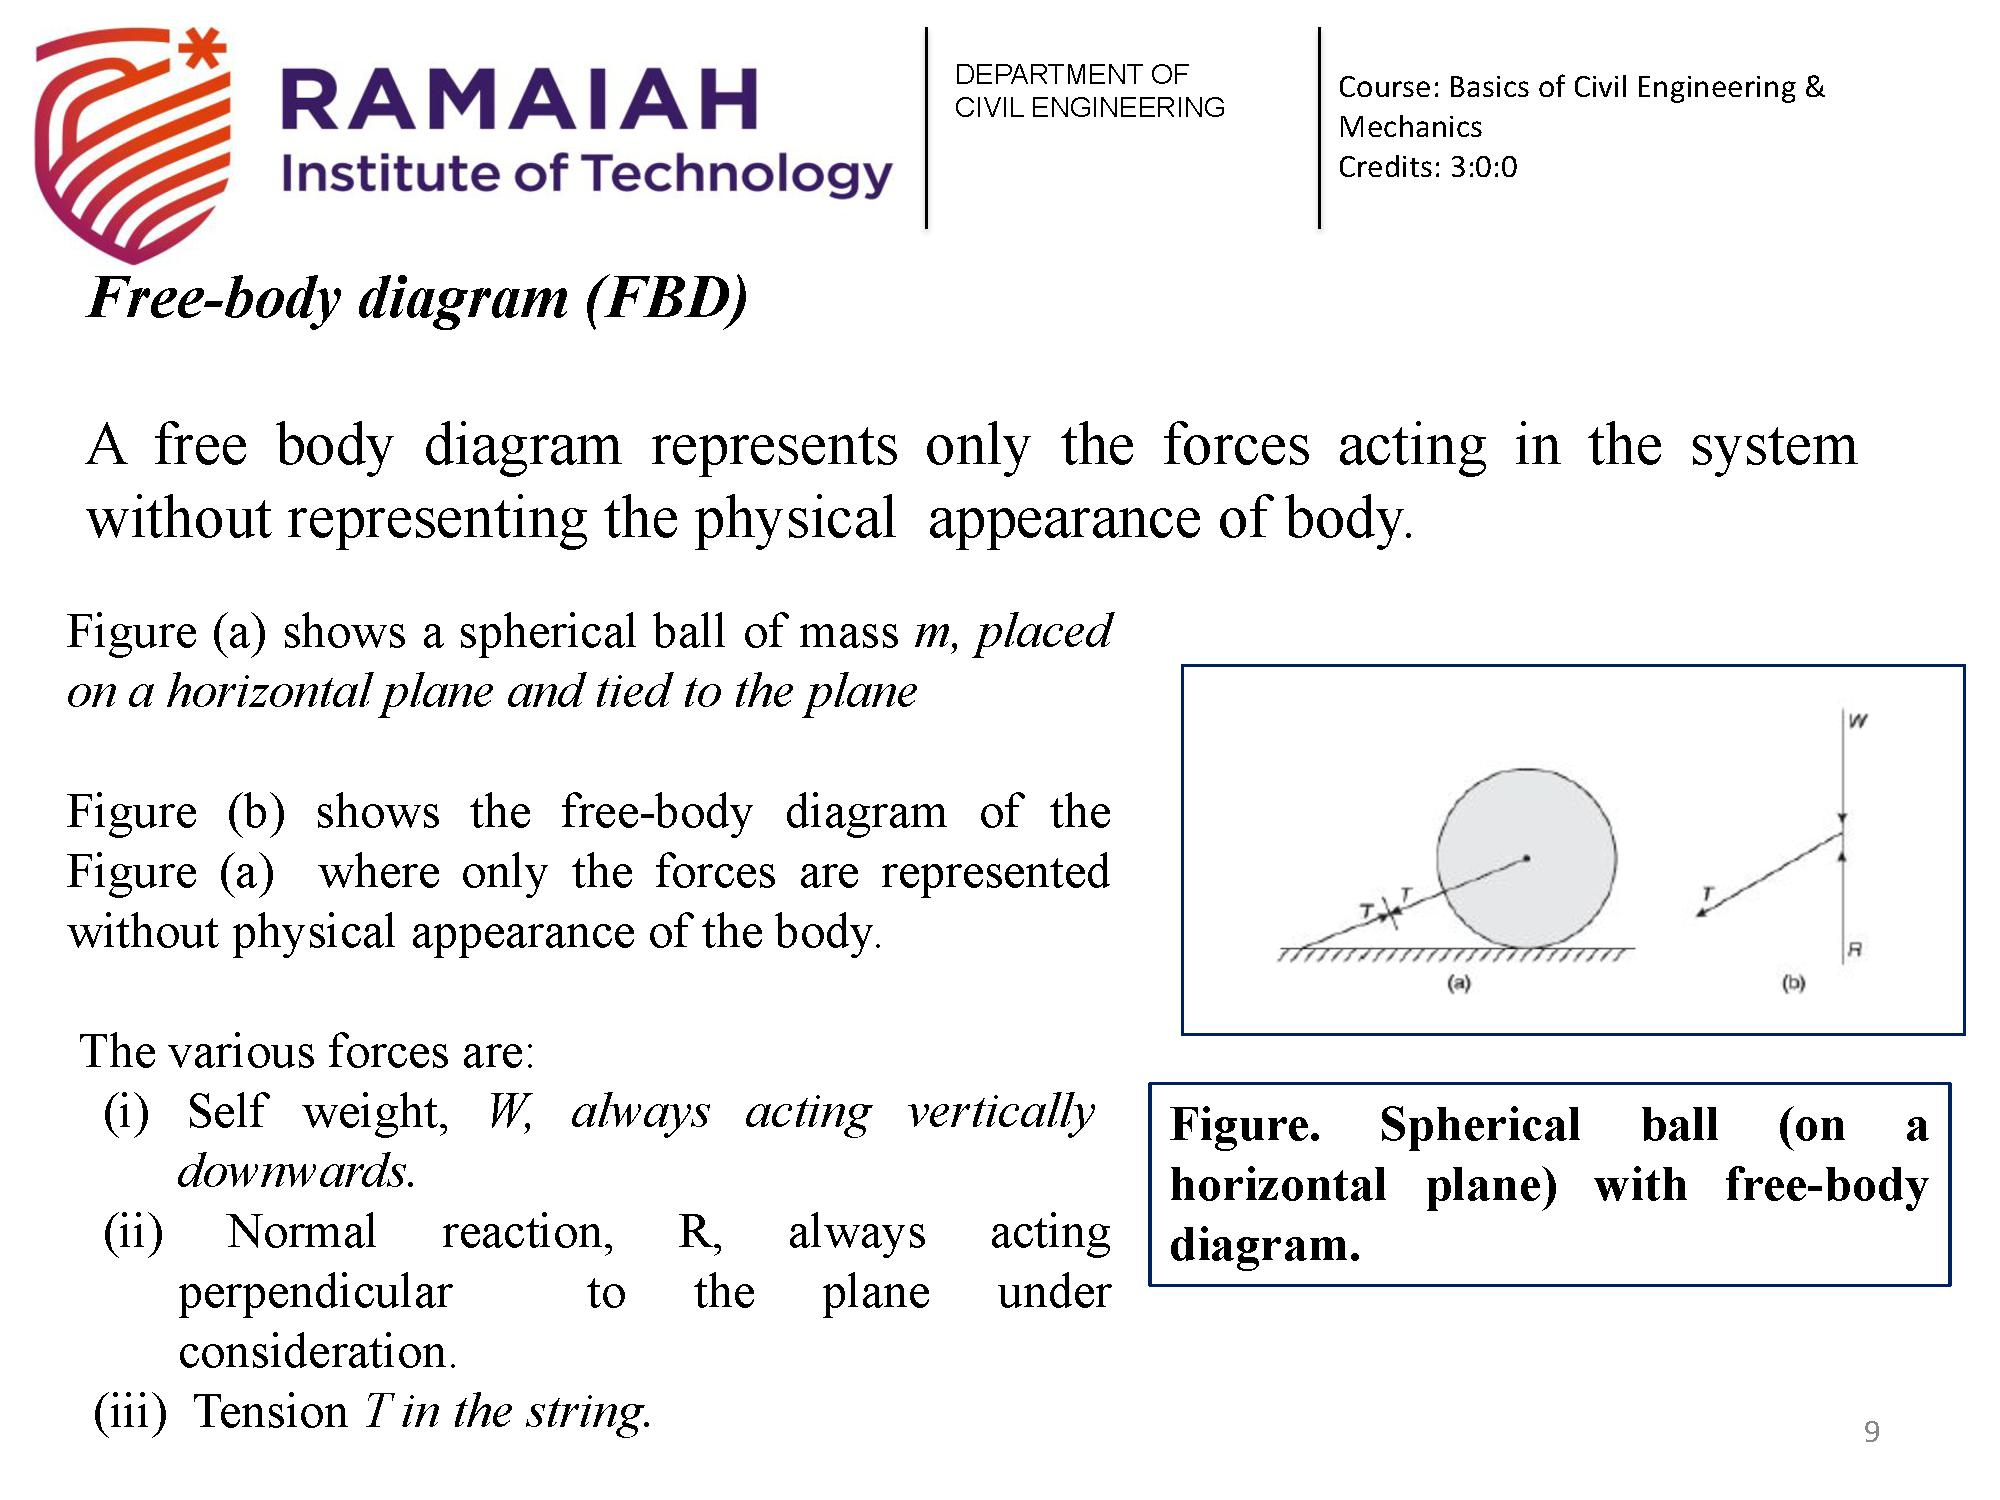 RAMAIAH
Institute of Technology
DEPARTMENT OF
CIVIL ENGINEERING
Course: Basics of Civil Engineering &
Mechanics
Credits: 3:0:0
Free-body diagram (FBD)
A free body diagram represents only the forces acting in the system
without representing the physical appearance of body.
Figure (a) shows a spherical ball of mass m, placed
on a horizontal plane and tied to the plane
Figure (b) shows the free-body diagram of the
Figure (a) where only the forces are represented
without physical appearance of the body.
The various forces are:
(i) Self weight, W, always acting vertically
downwards.
(ii) Normal reaction, R, always acting
perpendicular to the plane under
consideration.
(iii) Tension T in the string.
W
T
T
T
R
(a)
(b)
Figure. Spherical ball (on a
horizontal plane) with free-body
diagram.
9